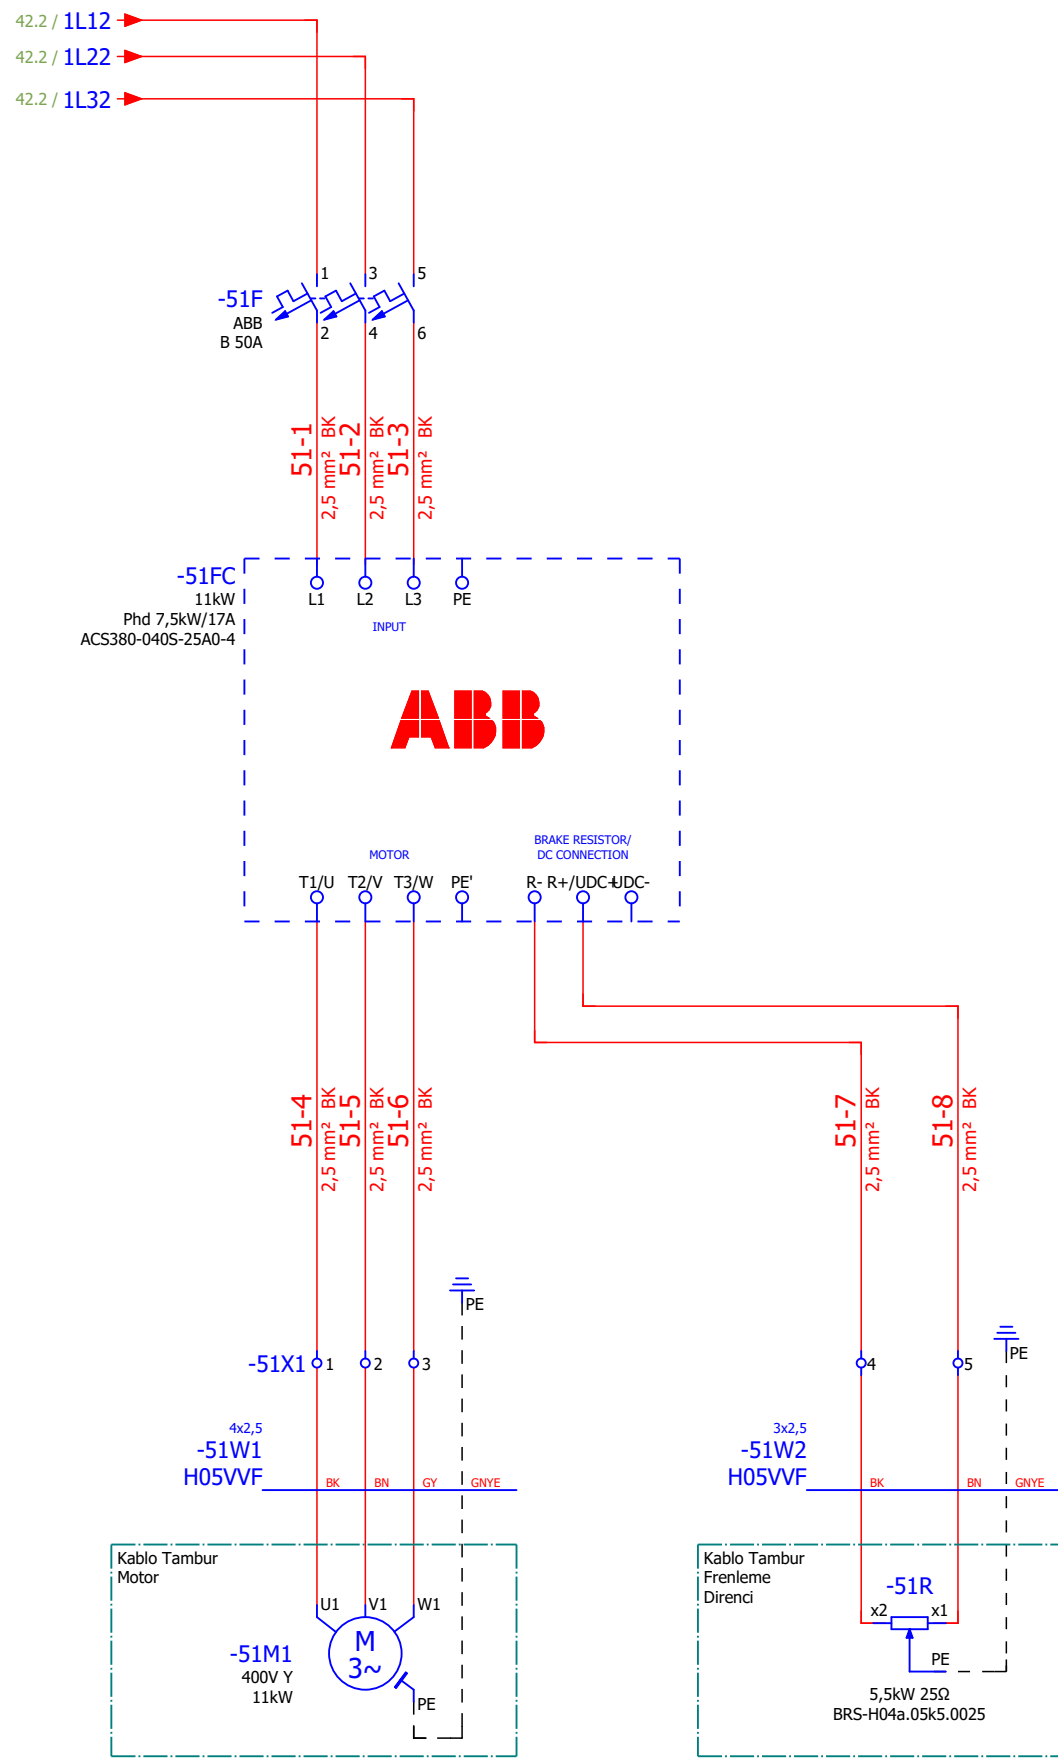 42.2 / 1L12
42.2 / 1L22
42.2 / 1L32
1 3 5
-51F
ABB
B 50A
2 4 6
51-1 2,5 mm² BK
51-2 2,5 mm² BK
51-3 2,5 mm² BK
-51FC
11kW
Phd 7,5kW/17A
ACS380-040S-25A0-4
L1 L2 L3 PE
INPUT
ABB
MOTOR
BRAKE RESISTOR/
DC CONNECTION
T1/U T2/V T3/W PE' R- R+/UDC+ UDC-
51-4 2,5 mm² BK
51-5 2,5 mm² BK
51-6 2,5 mm² BK
51-7 2,5 mm² BK
51-8 2,5 mm² BK
PE
PE
-51X1 1 2 3 4 5
4x2,5
-51W1
H05VVF
BK BN GY GNYE
3x2,5
-51W2
H05VVF
BK BN GNYE
Kablo Tambur
Motor
U1 V1 W1
-51M1
400V Y
11kW
M
3~
PE
Kablo Tambur
Frenleme
Direnci
-51R
x2 x1
PE
5,5kW 25Ω
BRS-H04a.05k5.0025